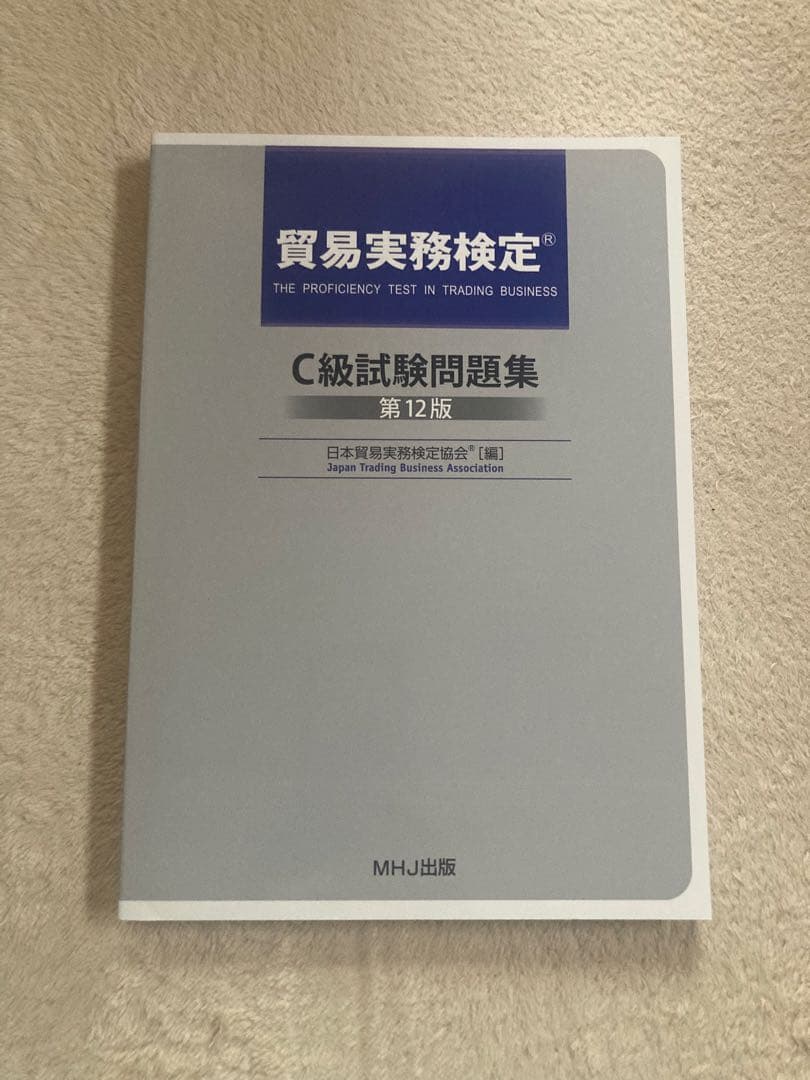 貿易実務検定®
THE PROFICIENCY TEST IN TRADING BUSINESS
C級試験問題集
第12版
日本貿易実務検定協会®［編］
Japan Trading Business Association
MHJ出版